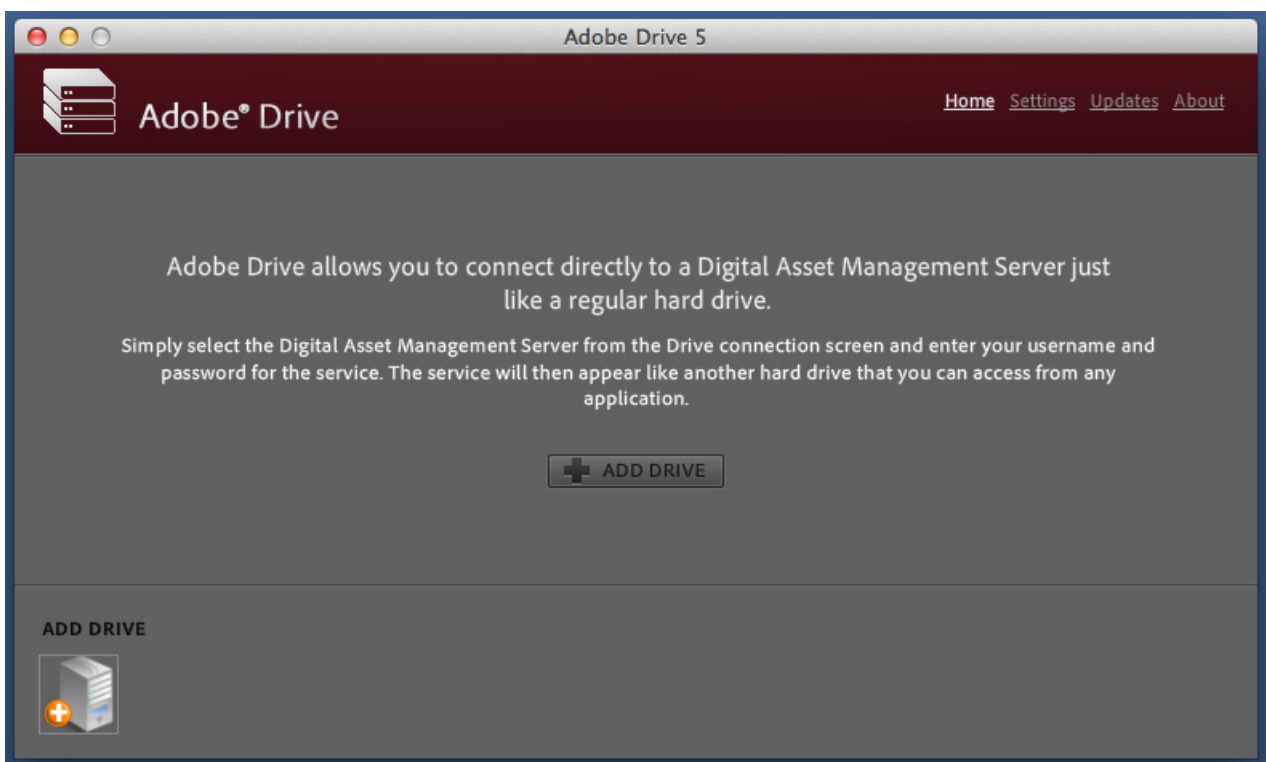 Adobe Drive 5
Adobe® Drive
Home Settings Updates About
Adobe Drive allows you to connect directly to a Digital Asset Management Server just
like a regular hard drive.
Simply select the Digital Asset Management Server from the Drive connection screen and enter your username and
password for the service. The service will then appear like another hard drive that you can access from any
application.
ADD DRIVE
ADD DRIVE